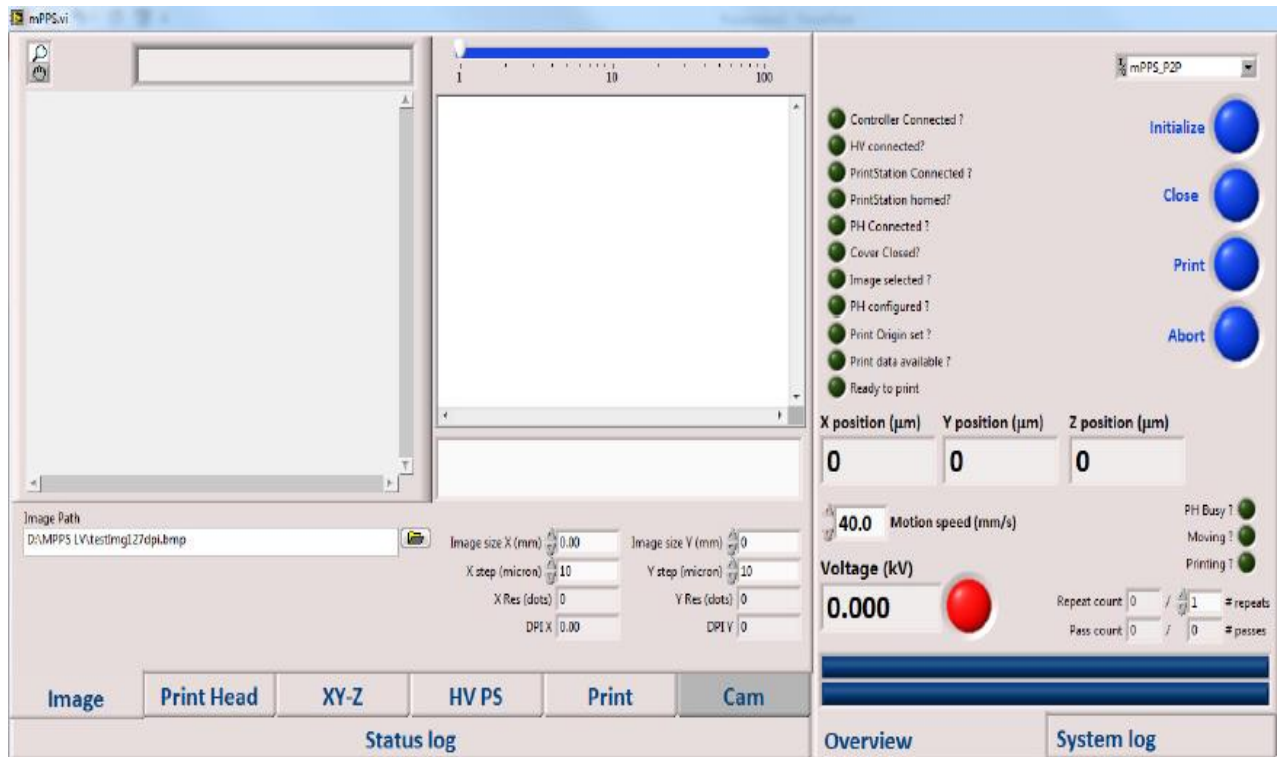 mPPS.vi
1 10 100
mPPS_P2P
Controller Connected ?
HV connected?
PrintStation Connected ?
PrintStation homed?
PH Connected ?
Cover Closed?
Image selected ?
PH configured ?
Print Origin set ?
Print data available ?
Ready to print
Initialize
Close
Print
Abort
X position (μm) Y position (μm) Z position (μm)
0 0 0
40.0 Motion speed (mm/s)
PH Busy ?
Moving ?
Printing ?
Voltage (kV)
0.000
Repeat count 0 / 1 # repeats
Pass count 0 / 0 # passes
Image Path
D:\MPPS LV\testimg127dpi.bmp
Image size X (mm) 0.00 Image size Y (mm) 0
X step (micron) 10 Y step (micron) 10
X Res (dots) 0 Y Res (dots) 0
DPI X 0.00 DPI Y 0
Image Print Head XY-Z HV PS Print Cam
Status log
Overview System log